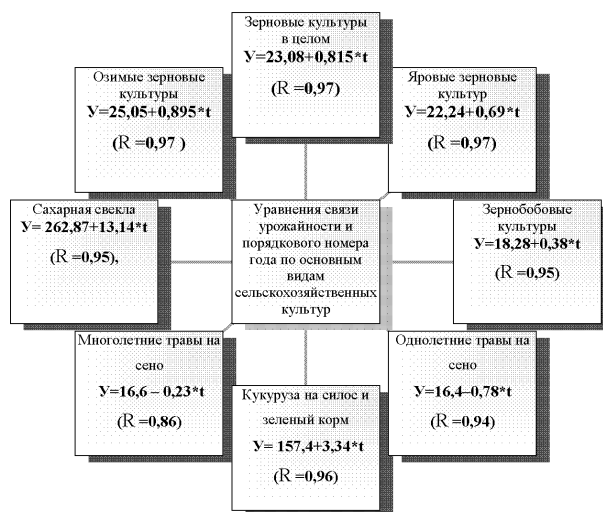 Зерновые культуры
в целом
У=23,08+0,815*t
(R =0,97)
Озимые зерновые
культуры
У=25,05+0,895*t
(R =0,97 )
Яровые зерновые
культур
У=22,24+0,69*t
(R =0,97)
Сахарная свекла
У= 262,87+13,14*t
(R =0,95),
Уравнения связи
урожайности и
порядкового номера
года по основным
видам
сельскохозяйственных
культур
Зернобобовые
культуры
У=18,28+0,38*t
(R =0,95)
Многолетние травы на
сено
У=16,6 – 0,23*t
(R =0,86)
Кукуруза на силос и
зеленый корм
У= 157,4+3,34*t
(R =0,96)
Однолетние травы на
сено
У=16,4–0,78*t
(R =0,94)